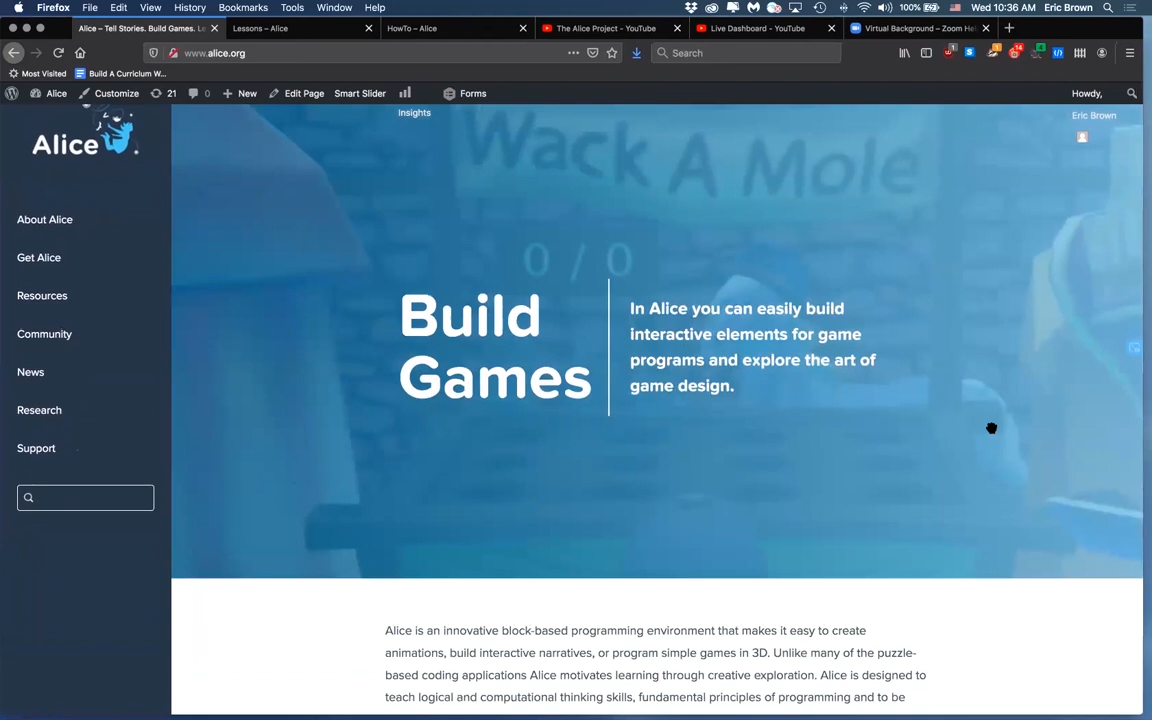 Firefox File Edit View History Bookmarks Tools Window Help 100% Wed 10:36 AM Eric Brown
Alice – Tell Stories. Build Games. Le
Lessons – Alice
HowTo – Alice
The Alice Project - YouTube
Live Dashboard - YouTube
Virtual Background – Zoom Hel
www.alice.org
Search
1
1
14
4
Most Visited
Build A Curriclum W...
Alice
Customize
21
0
New
Edit Page
Smart Slider
Forms
Howdy,
Insights
Eric Brown
Alice
About Alice
Get Alice
Resources
Community
News
Research
Support
Wack A Mole
0 / 0
Build
Games
In Alice you can easily build
interactive elements for game
programs and explore the art of
game design.
Alice is an innovative block-based programming environment that makes it easy to create
animations, build interactive narratives, or program simple games in 3D. Unlike many of the puzzle-
based coding applications Alice motivates learning through creative exploration. Alice is designed to
teach logical and computational thinking skills, fundamental principles of programming and to be